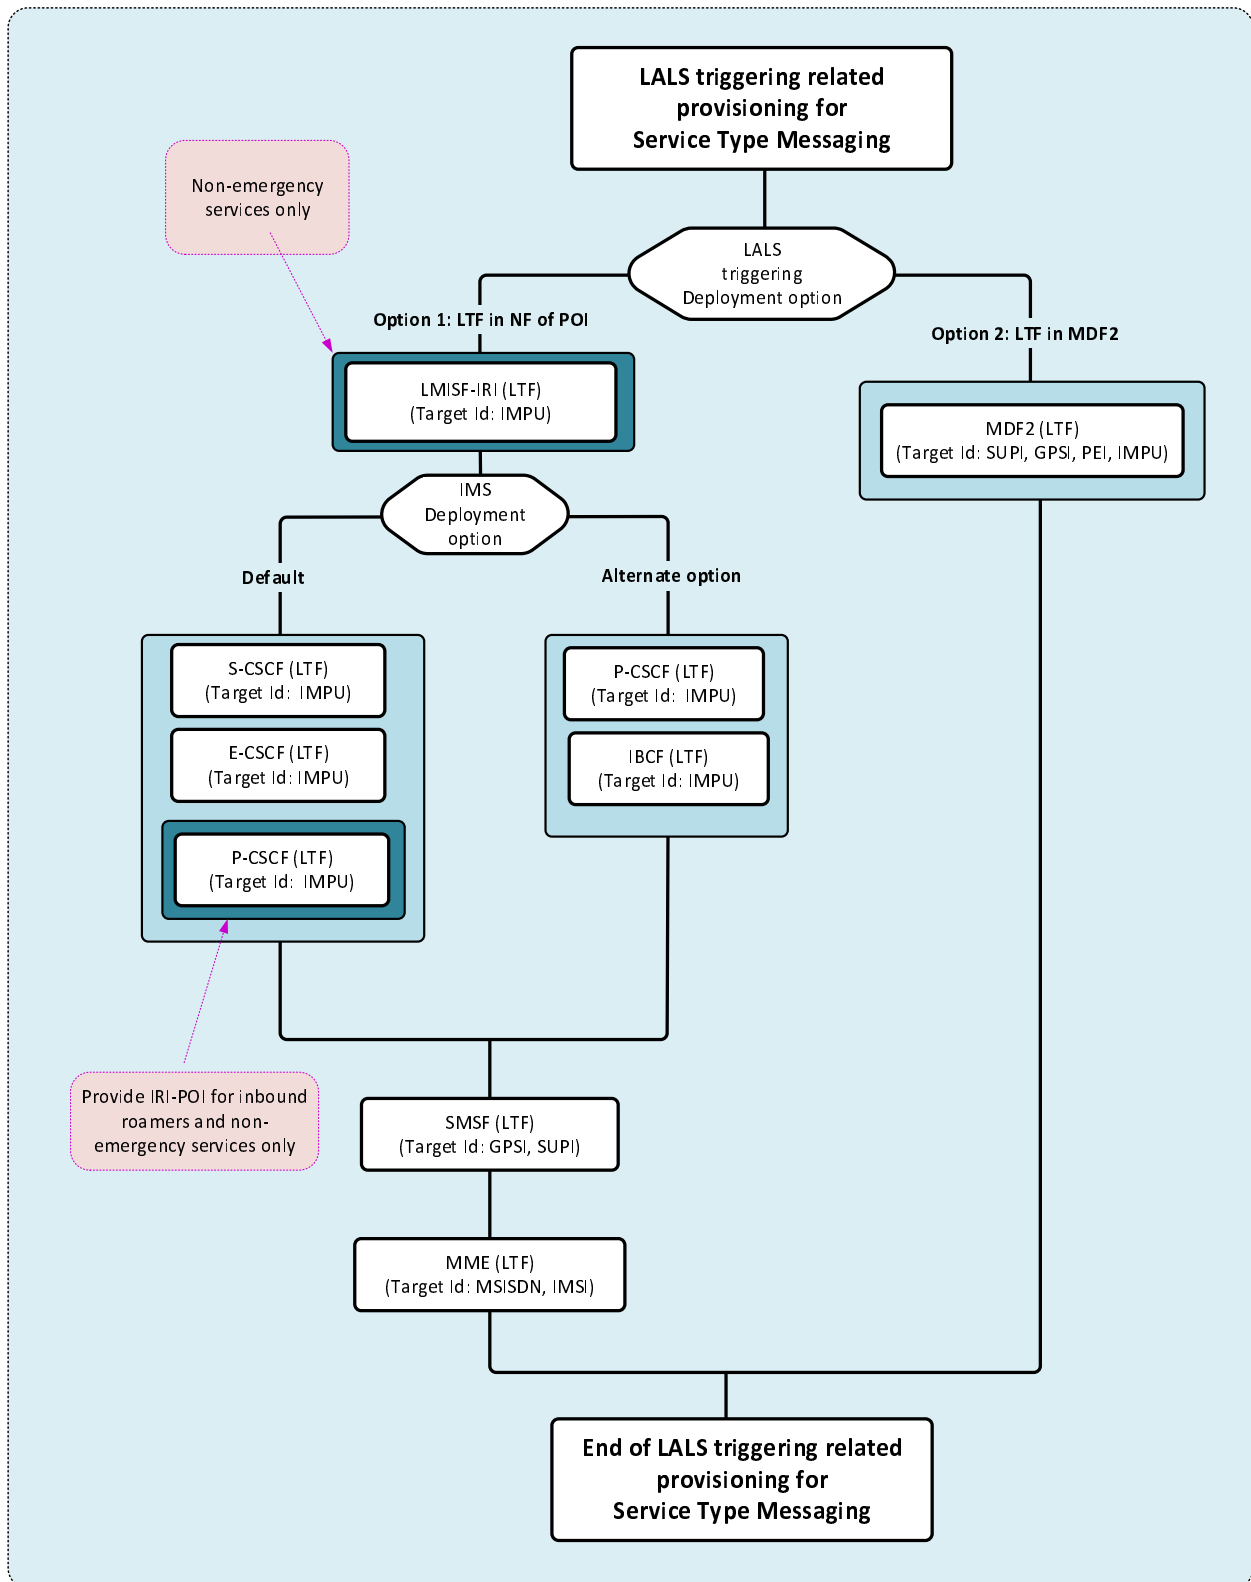 LALS triggering related
provisioning for
Service Type Messaging
Non-emergency
services only
LALS
triggering
Deployment option
Option 1: LTF in NF of POI
Option 2: LTF in MDF2
LMISF-IRI (LTF)
(Target Id: IMPU)
MDF2 (LTF)
(Target Id: SUPI, GPSI, PEI, IMPU)
IMS
Deployment
option
Default
Alternate option
S-CSCF (LTF)
(Target Id: IMPU)
E-CSCF (LTF)
(Target Id: IMPU)
P-CSCF (LTF)
(Target Id: IMPU)
P-CSCF (LTF)
(Target Id: IMPU)
IBCF (LTF)
(Target Id: IMPU)
Provide IRI-POI for inbound
roamers and non-
emergency services only
SMSF (LTF)
(Target Id: GPSI, SUPI)
MME (LTF)
(Target Id: MSISDN, IMSI)
End of LALS triggering related
provisioning for
Service Type Messaging